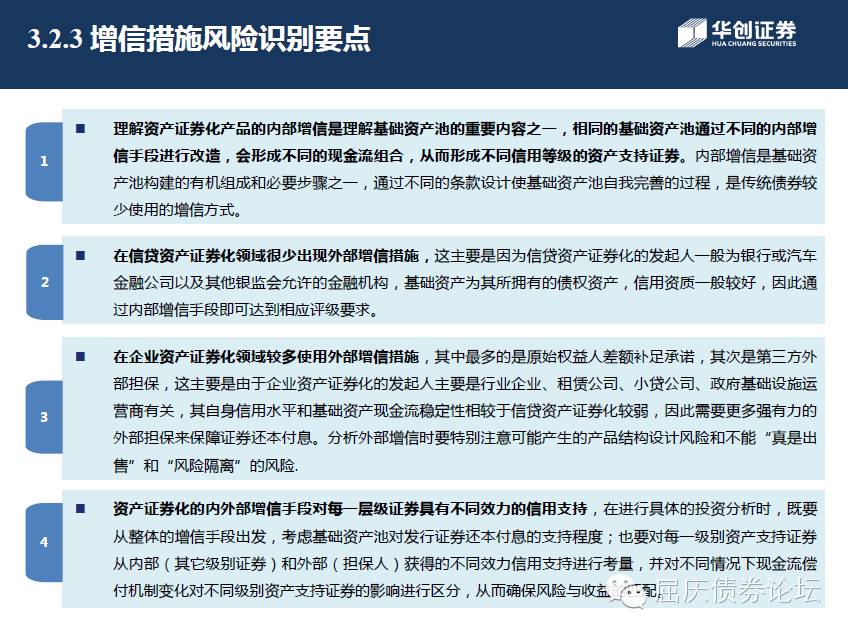 3.2.3 增信措施风险识别要点
华创证券
HUA CHUANG SECURITIES
1
理解资产证券化产品的内部增信是理解基础资产池的重要内容之一，相同的基础资产池通过不同的内部增
信手段进行改造，会形成不同的现金流组合，从而形成不同信用等级的资产支持证券。内部增信是基础资
产池构建的有机组成和必要步骤之一，通过不同的条款设计使基础资产池自我完善的过程，是传统债券较
少使用的增信方式。
2
在信贷资产证券化领域很少出现外部增信措施，这主要是因为信贷资产证券化的发起人一般为银行或汽车
金融公司以及其他银监会允许的金融机构，基础资产为其所拥有的债权资产，信用资质一般较好，因此通
过内部增信手段即可达到相应评级要求。
3
在企业资产证券化领域较多使用外部增信措施，其中最多的是原始权益人差额补足承诺，其次是第三方外
部担保，这主要是由于企业资产证券化的发起人主要是行业企业、租赁公司、小贷公司、政府基础设施运
营商有关，其自身信用水平和基础资产现金流稳定性相较于信贷资产证券化较弱，因此需要更多强有力的
外部担保来保障证券还本付息。分析外部增信时要特别注意可能产生的产品结构设计风险和不能“真是出
售”和“风险隔离”的风险.
4
资产证券化的内外部增信手段对每一层级证券具有不同效力的信用支持，在进行具体的投资分析时，既要
从整体的增信手段出发，考虑基础资产池对发行证券还本付息的支持程度；也要对每一级别资产支持证券
从内部（其它级别证券）和外部（担保人）获得的不同效力信用支持进行考量，并对不同情况下现金流偿
付机制变化对不同级别资产支持证券的影响进行区分，从而确保风险与收益配。
屈庆债券论坛